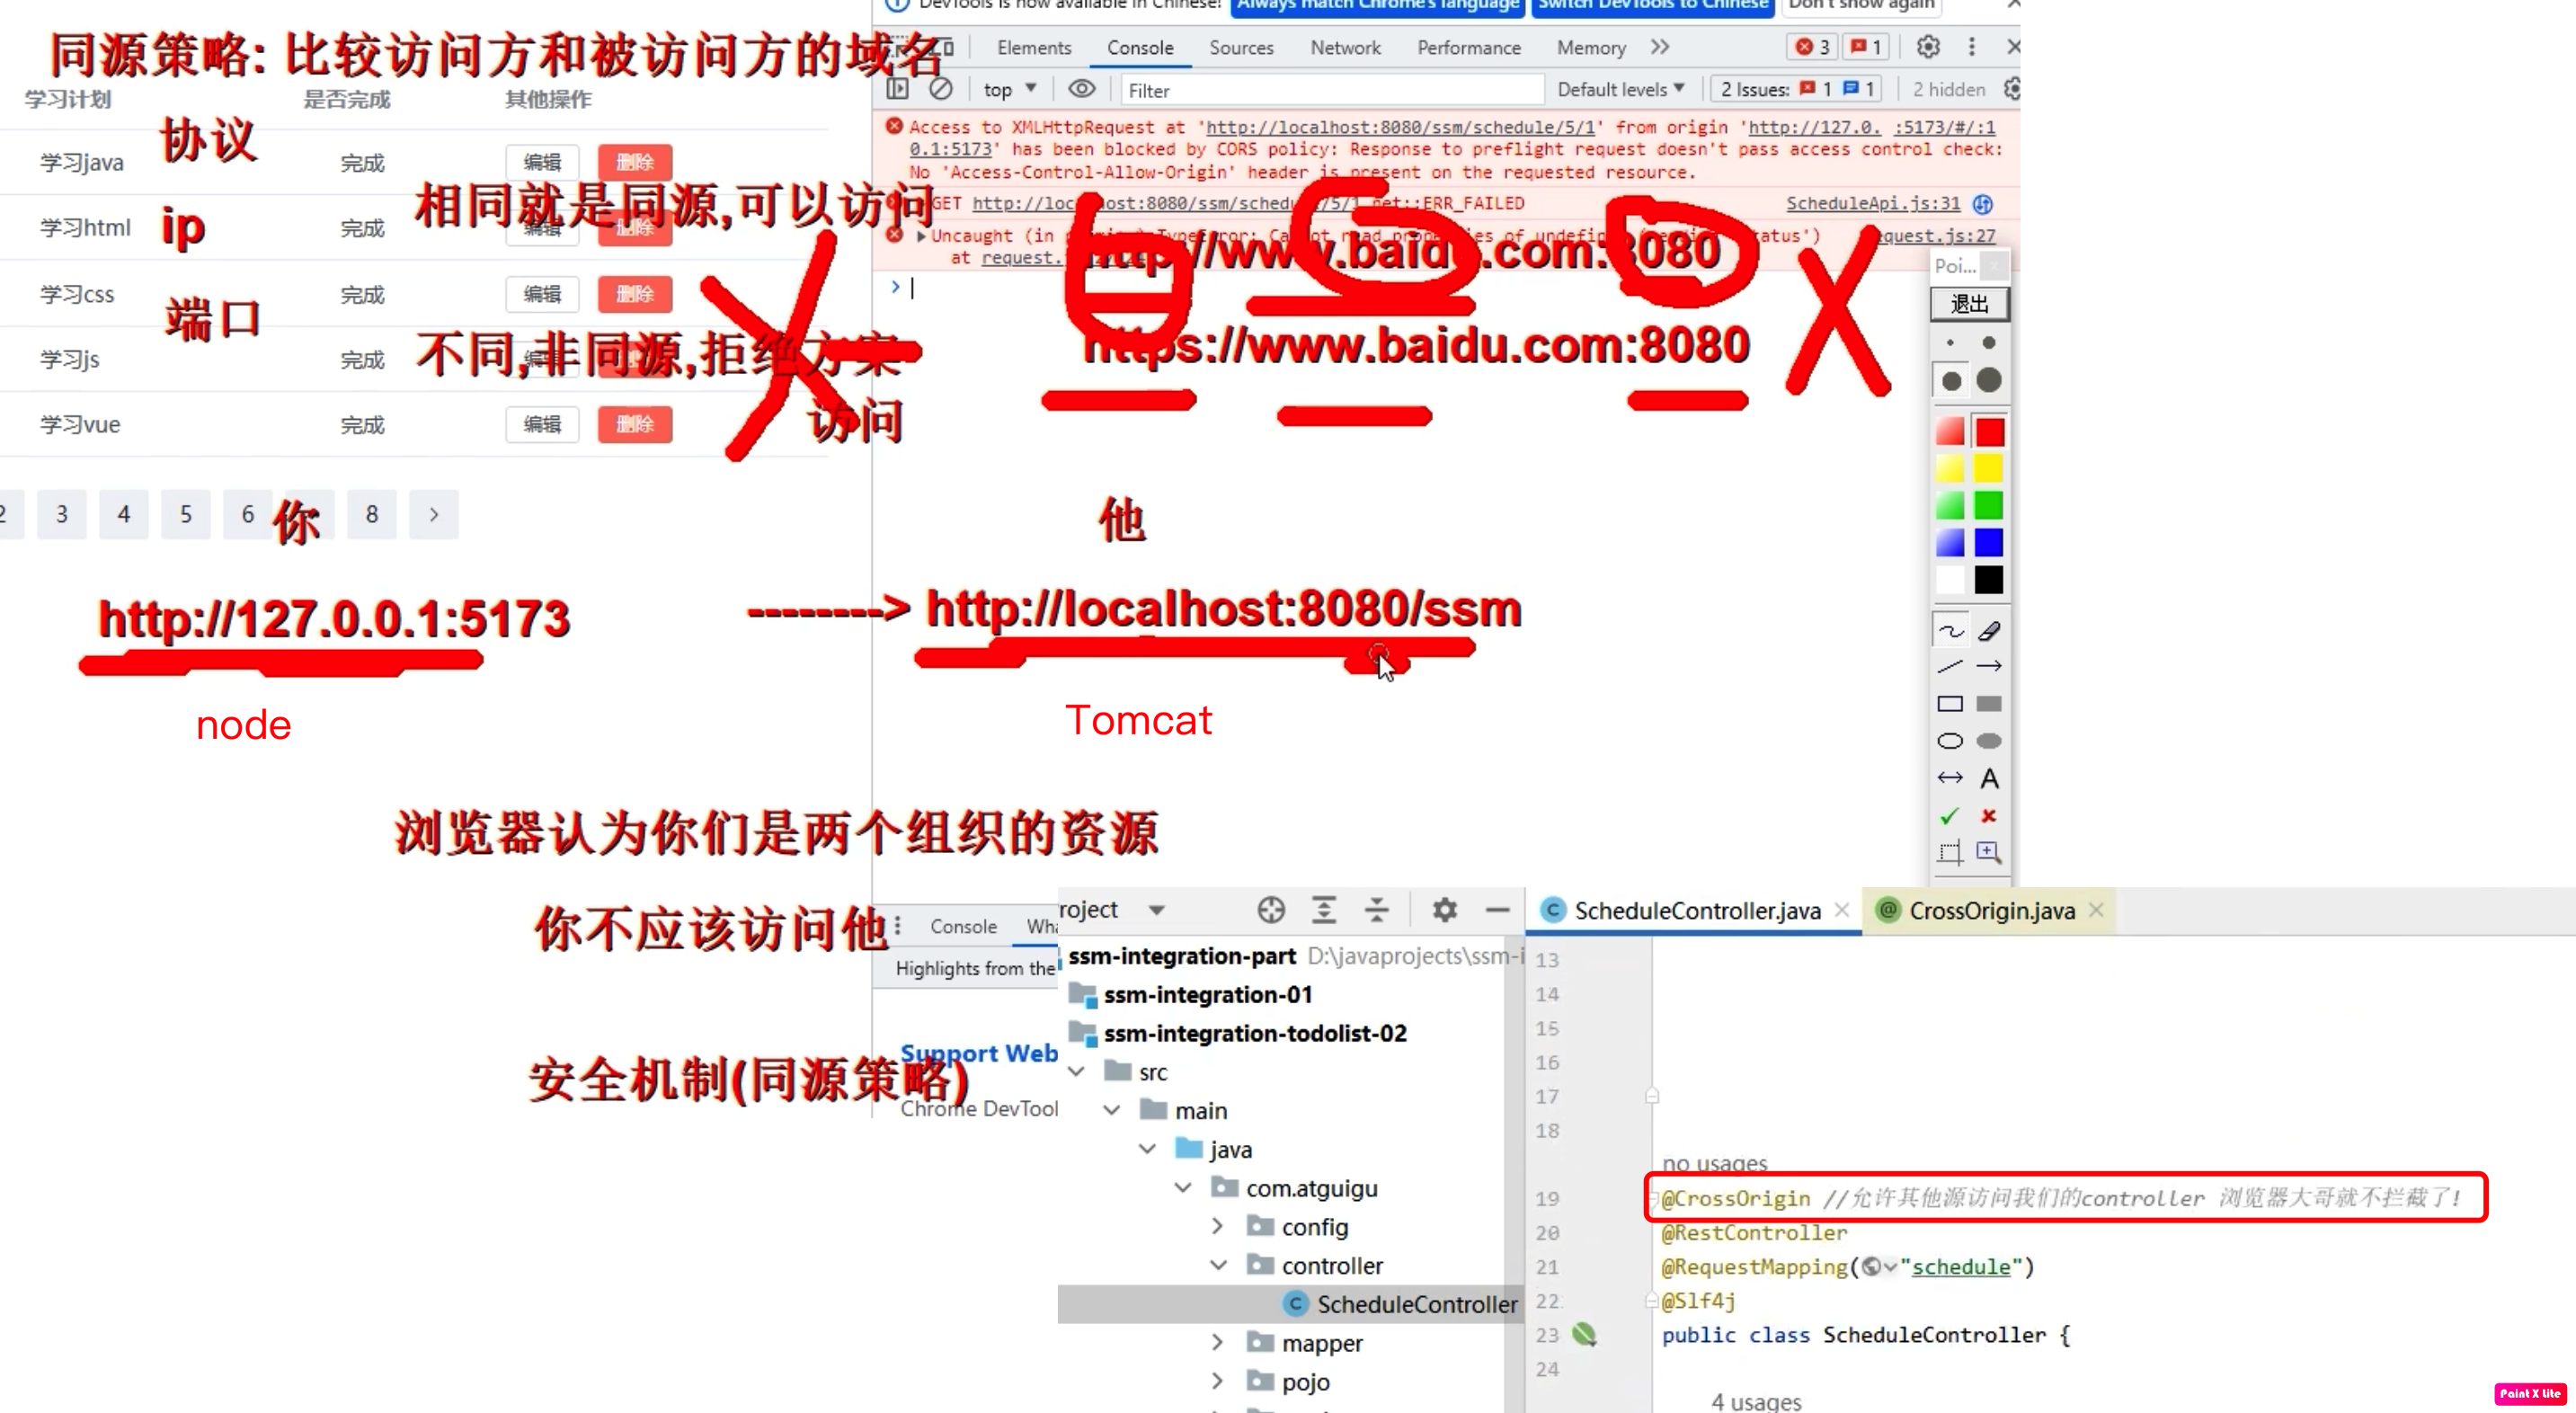 DevTools is now available in Chinese! Always match Chrome's language Switch DevTools to Chinese Don't show again
同源策略: 比较访问方和被访问方的域名
Elements Console Sources Network Performance Memory 3 1
top Filter Default levels 2 Issues: 1 1 2 hidden
学习计划 是否完成 其他操作
协议
学习java 完成 编辑 删除
相同就是同源,可以访问
ip
学习html 完成 编辑 删除
学习css 完成 编辑 删除
端口
不同,非同源,拒绝方案
学习js 完成 编辑 删除
访问
学习vue 完成 编辑 删除
2 3 4 5 6 8 >
Access to XMLHttpRequest at 'http://localhost:8080/ssm/schedule/5/1' from origin 'http://127.0. :5173/#/:1
0.1:5173' has been blocked by CORS policy: Response to preflight request doesn't pass access control check:
No 'Access-Control-Allow-Origin' header is present on the requested resource.
GET http://localhost:8080/ssm/schedule/5/1 net::ERR_FAILED ScheduleApi.js:31
Uncaught (in TypeError: Cannot read properties of
at request.
http://www.baidu.com:8080
https://www.baidu.com:8080
Poi...
退出
你 他
http://127.0.0.1:5173 --------> http://localhost:8080/ssm
node Tomcat
浏览器认为你们是两个组织的资源
你不应该访问他
安全机制(同源策略)
Console
Highlights from the
Support Web
Chrome DevTool
A
roject ScheduleController.java CrossOrigin.java
ssm-integration-part D:\javaprojects\ssm-i
ssm-integration-01
ssm-integration-todolist-02
src
main
java
com.atguigu
config
controller
ScheduleController
mapper
pojo
13
14
15
16
17
18
no usages
19 @CrossOrigin //允许其他源访问我们的controller 浏览器大哥就不拦截了!
20 @RestController
21 @RequestMapping("schedule")
22 @Slf4j
23 public class ScheduleController {
24
4 usages
Paint X Lite